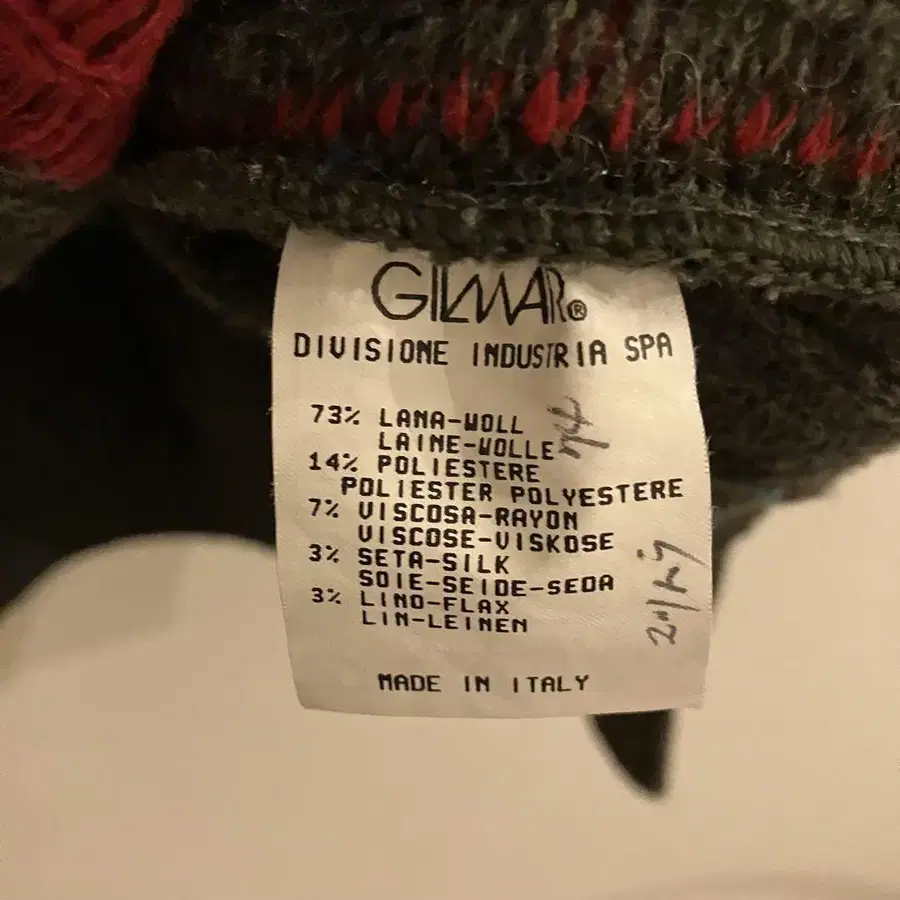 GILMAR®
DIVISIONE INDUSTRIA SPA
73% LANA-WOLL
LAINE-WOLLE
14% POLIESTERE
POLIESTER POLYESTERE
7% VISCOSA-RAYON
VISCOSE-VISKOSE
3% SETA-SILK
SOIE-SEIDE-SEDA
3% LINO-FLAX
LIN-LEINEN
MADE IN ITALY